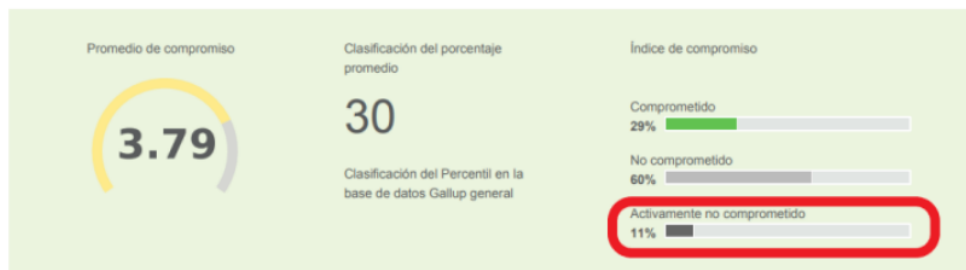 Promedio de compromiso
3.79
Clasificación del porcentaje
promedio
30
Clasificación del Percentil en la
base de datos Gallup general
Índice de compromiso
Comprometido
29%
No comprometido
60%
Activamente no comprometido
11%